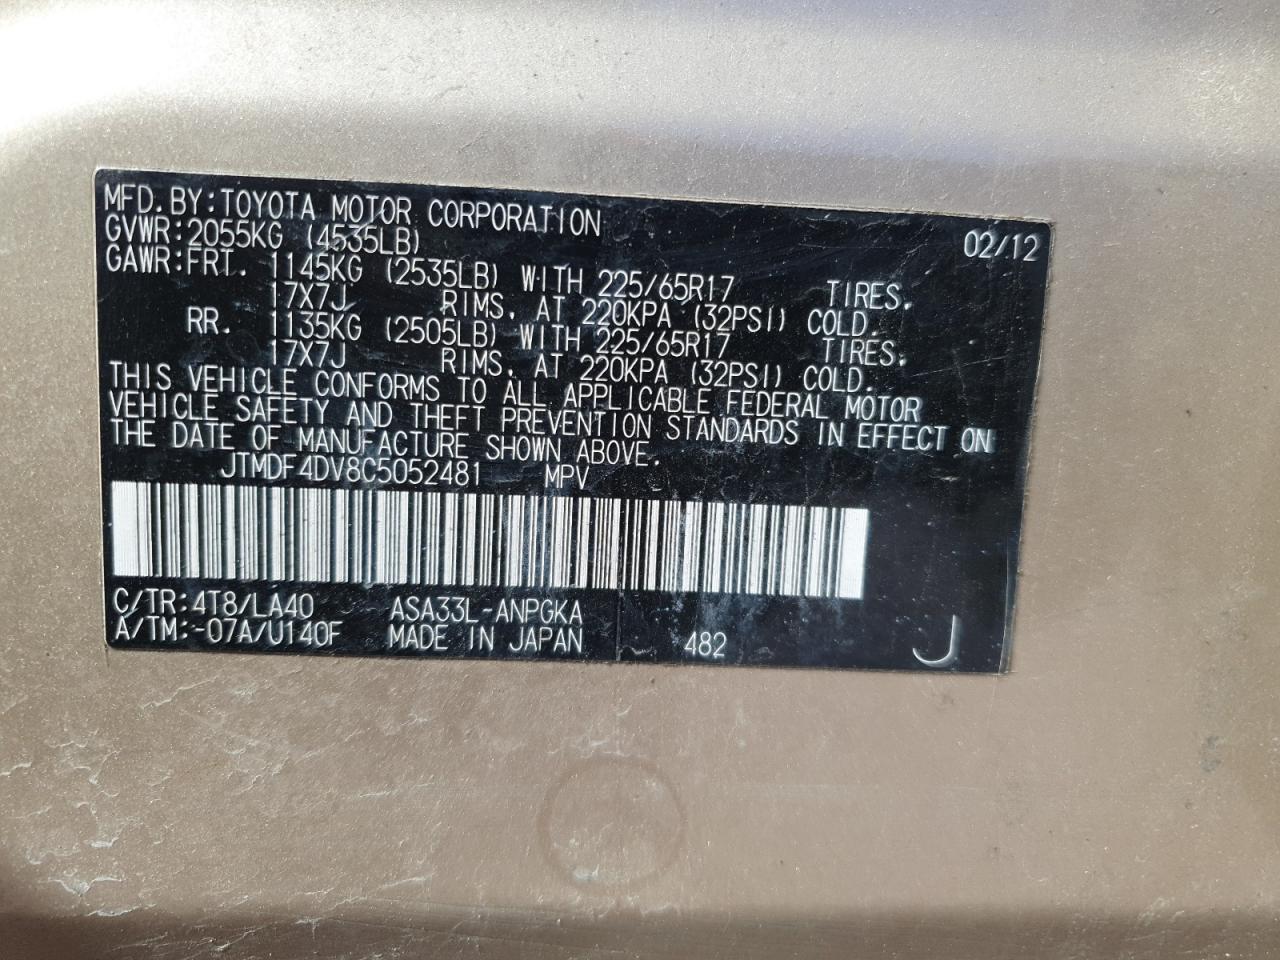 MFD. BY:TOYOTA MOTOR CORPORATION 02/12
GVWR:2055KG (4535LB)
GAWR:FRT. 1145KG (2535LB) WITH 225/65R17 TIRES.
17X7J RIMS. AT 220KPA (32PSI) COLD.
RR. 1135KG (2505LB) WITH 225/65R17 TIRES.
17X7J RIMS. AT 220KPA (32PSI) COLD.
THIS VEHICLE CONFORMS TO ALL APPLICABLE FEDERAL MOTOR
VEHICLE SAFETY AND THEFT PREVENTION STANDARDS IN EFFECT ON
THE DATE OF MANUFACTURE SHOWN ABOVE.
JTMDF4DV8C5052481 MPV
C/TR:4T8/LA40 ASA33L-ANPGKA
A/TM:-07A/U140F MADE IN JAPAN 482 J